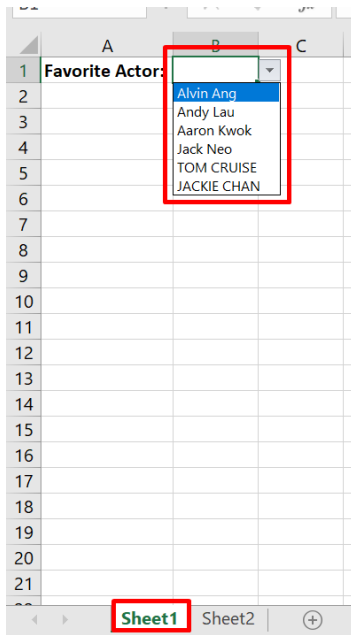 A B C
1 Favorite Actor:
2 Alvin Ang
3 Andy Lau
4 Aaron Kwok
5 Jack Neo
6 TOM CRUISE
JACKIE CHAN
7
8
9
10
11
12
13
14
15
16
17
18
19
20
21
Sheet1 Sheet2